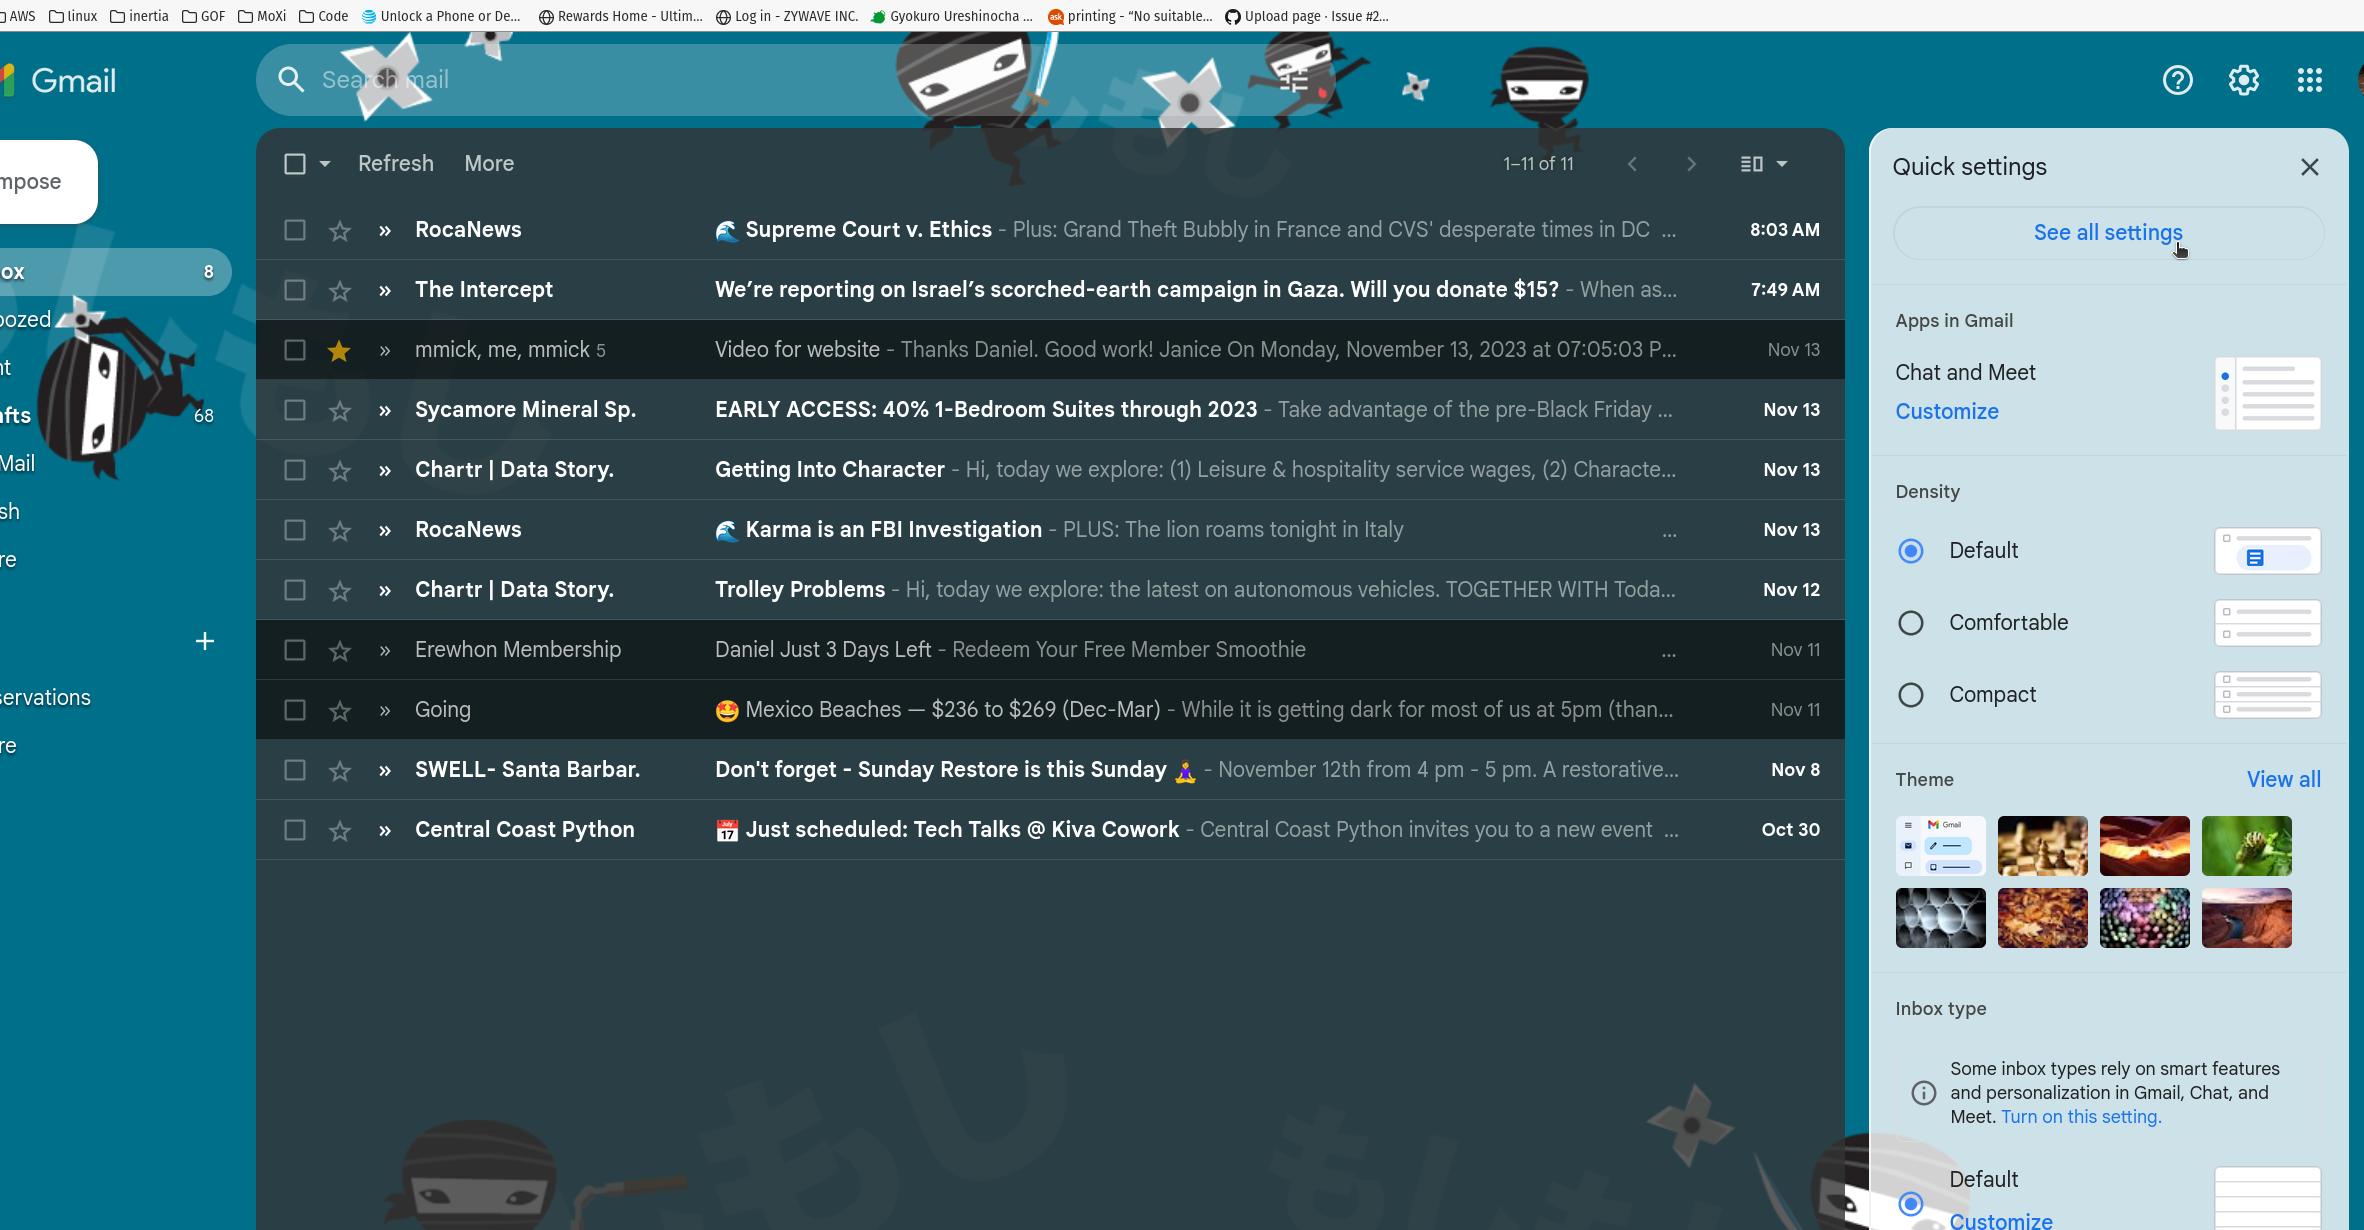 AWS linux inertia GOF MoXi Code Unlock a Phone or De... Rewards Home - Ultim... Log in - ZYWAVE INC. Gyokuro Ureshinocha ... ask printing - “No suitable... Upload page · Issue #2...
Gmail
Search mail
mpose
ox 8
oozed
nt
afts 68
Mail
sh
re
+
servations
re
Refresh More 1–11 of 11
» RocaNews 🌊 Supreme Court v. Ethics - Plus: Grand Theft Bubbly in France and CVS' desperate times in DC ... 8:03 AM
» The Intercept We’re reporting on Israel’s scorched-earth campaign in Gaza. Will you donate $15? - When as... 7:49 AM
» mmick, me, mmick 5 Video for website - Thanks Daniel. Good work! Janice On Monday, November 13, 2023 at 07:05:03 P... Nov 13
» Sycamore Mineral Sp. EARLY ACCESS: 40% 1-Bedroom Suites through 2023 - Take advantage of the pre-Black Friday ... Nov 13
» Chartr | Data Story. Getting Into Character - Hi, today we explore: (1) Leisure & hospitality service wages, (2) Characte... Nov 13
» RocaNews 🌊 Karma is an FBI Investigation - PLUS: The lion roams tonight in Italy ... Nov 13
» Chartr | Data Story. Trolley Problems - Hi, today we explore: the latest on autonomous vehicles. TOGETHER WITH Toda... Nov 12
» Erewhon Membership Daniel Just 3 Days Left - Redeem Your Free Member Smoothie ... Nov 11
» Going 🤩 Mexico Beaches — $236 to $269 (Dec-Mar) - While it is getting dark for most of us at 5pm (than... Nov 11
» SWELL- Santa Barbar. Don't forget - Sunday Restore is this Sunday 🧘‍♀️ - November 12th from 4 pm - 5 pm. A restorative... Nov 8
» Central Coast Python 📅 Just scheduled: Tech Talks @ Kiva Cowork - Central Coast Python invites you to a new event ... Oct 30
Quick settings
See all settings
Apps in Gmail
Chat and Meet
Customize
Density
Default
Comfortable
Compact
Theme View all
Gmail
Inbox type
Some inbox types rely on smart features
and personalization in Gmail, Chat, and
Meet. Turn on this setting.
Default
Customize
もし
もし
もし
もし